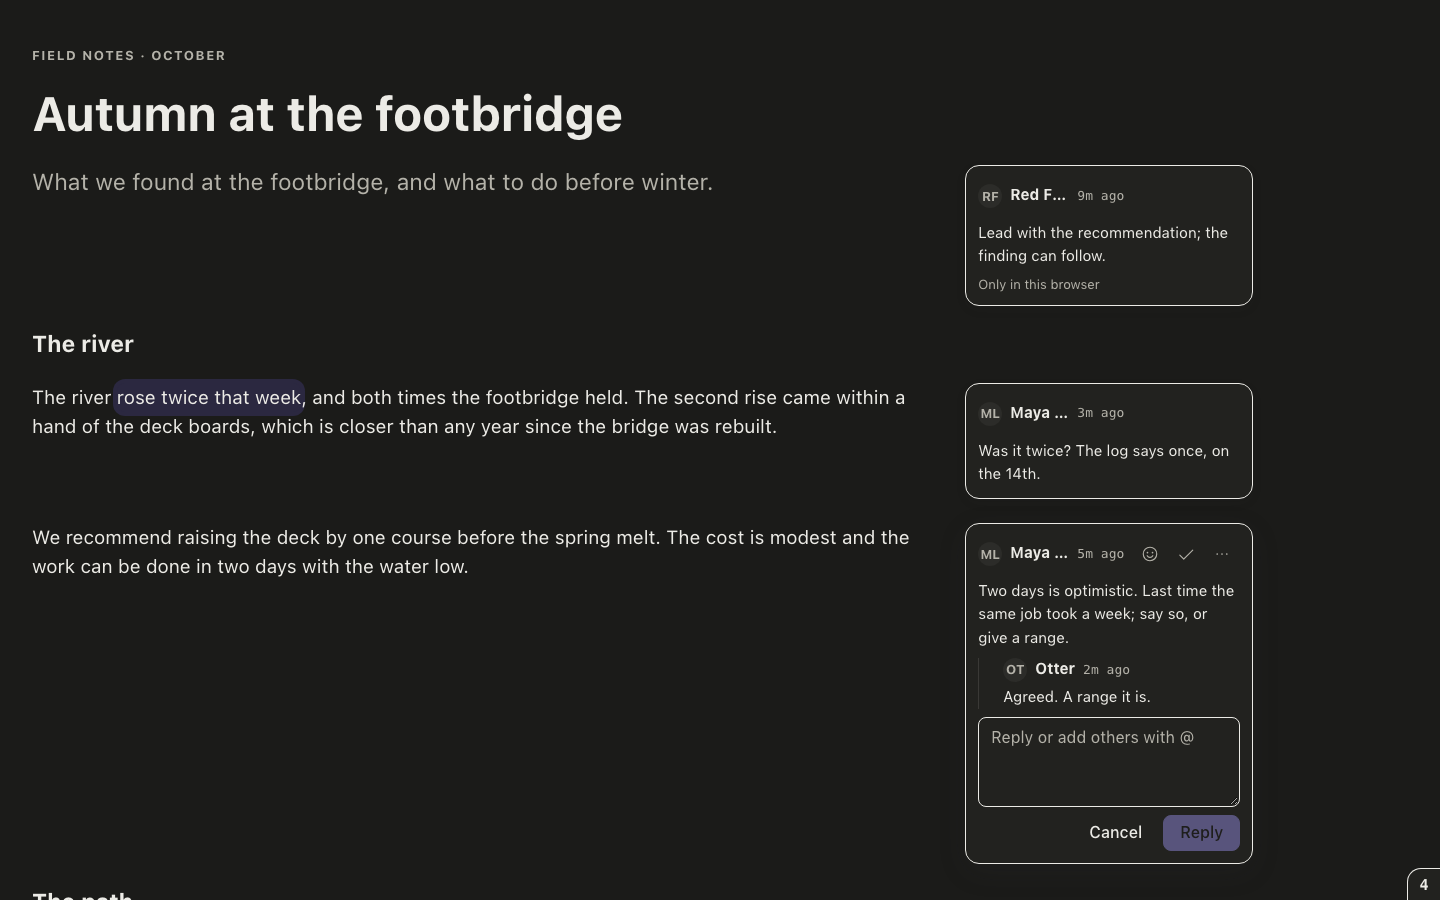 FIELD NOTES · OCTOBER
Autumn at the footbridge
What we found at the footbridge, and what to do before winter.
RF Red F... 9m ago
Lead with the recommendation; the
finding can follow.
Only in this browser
The river
The river rose twice that week, and both times the footbridge held. The second rise came within a
hand of the deck boards, which is closer than any year since the bridge was rebuilt.
ML Maya ... 3m ago
Was it twice? The log says once, on
the 14th.
We recommend raising the deck by one course before the spring melt. The cost is modest and the
work can be done in two days with the water low.
ML Maya ... 5m ago ...
Two days is optimistic. Last time the
same job took a week; say so, or
give a range.
OT Otter 2m ago
Agreed. A range it is.
Reply or add others with @
Cancel Reply
The path
4